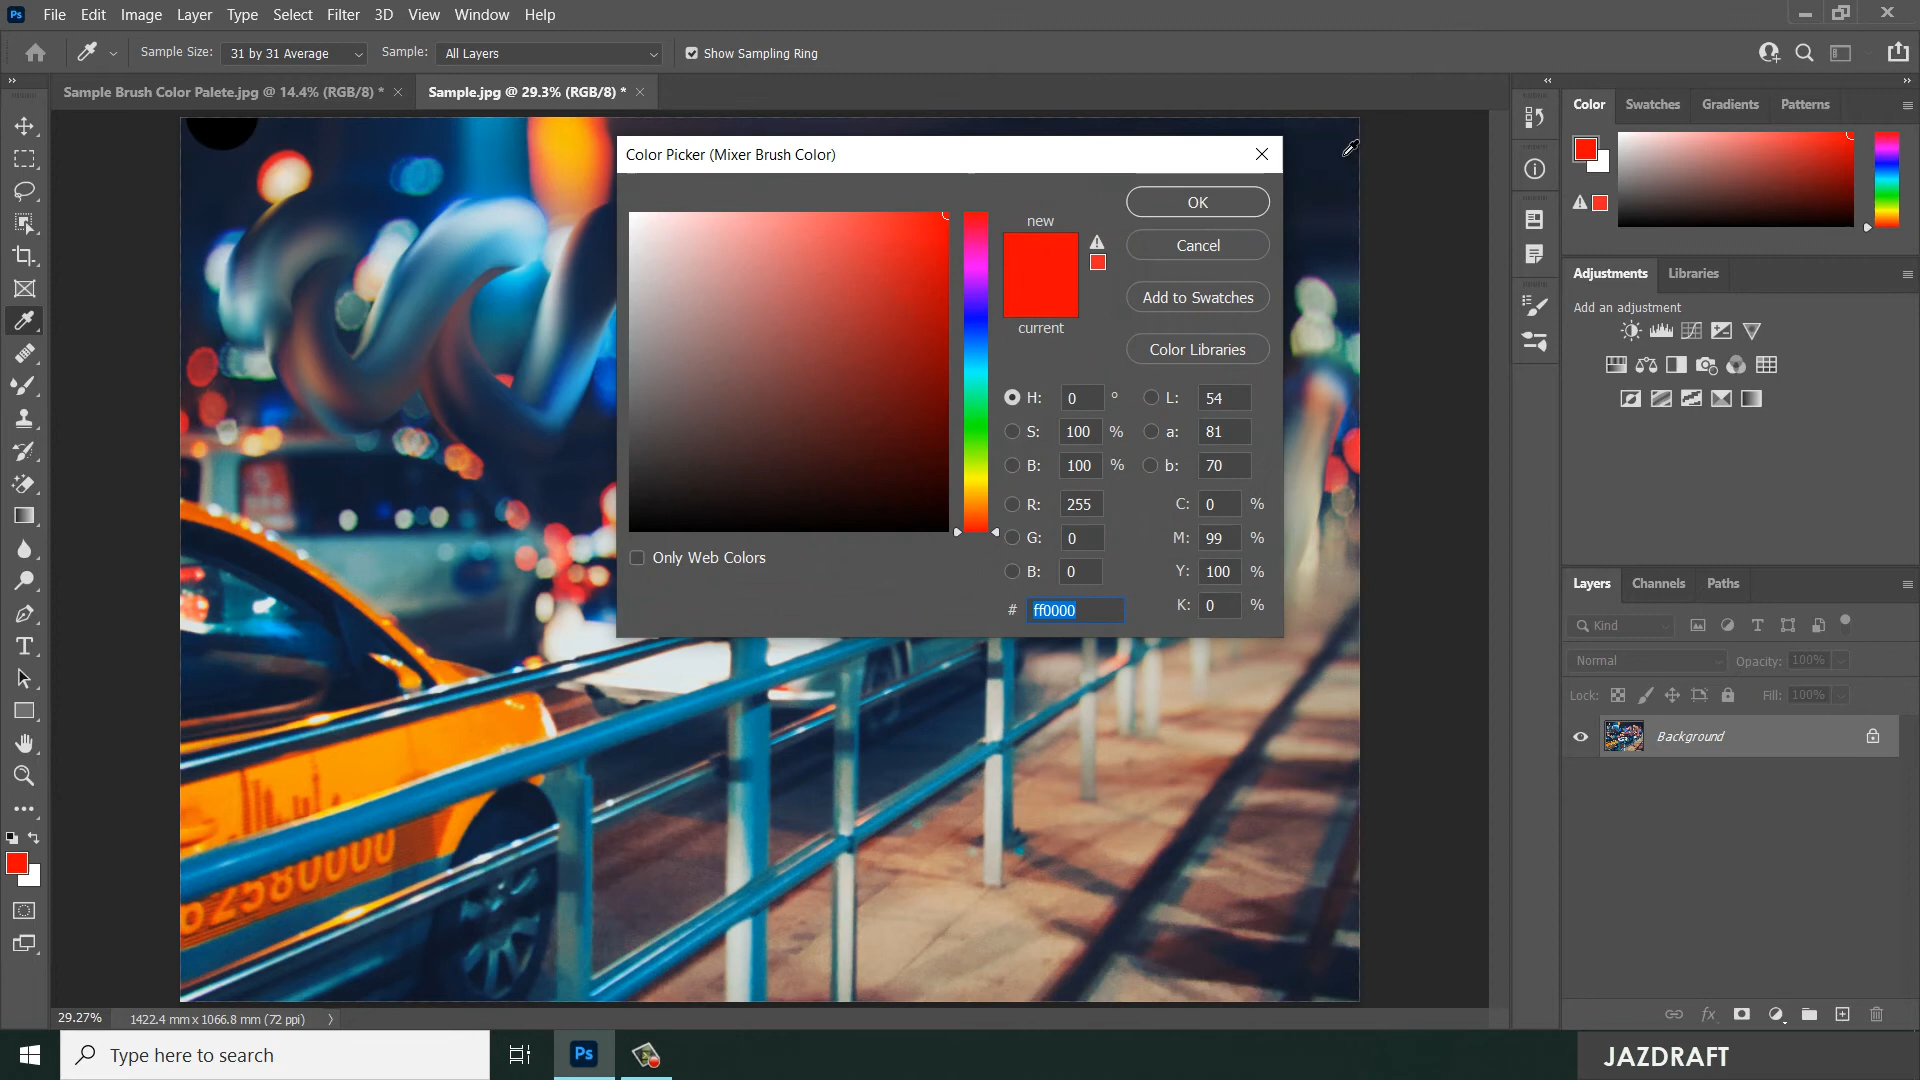 Ps File Edit Image Layer Type Select Filter 3D View Window Help
Sample Size: 31 by 31 Average Sample: All Layers Show Sampling Ring
Sample Brush Color Palete.jpg @ 14.4% (RGB/8) * Sample.jpg @ 29.3% (RGB/8) *
Color Swatches Gradients Patterns
Color Picker (Mixer Brush Color)
new
current
OK
Cancel
Add to Swatches
Color Libraries
H: 0 ° L: 54
S: 100 % a: 81
B: 100 % b: 70
R: 255 C: 0 %
G: 0 M: 99 %
B: 0 Y: 100 %
# ff0000 K: 0 %
Only Web Colors
Adjustments Libraries
Add an adjustment
Layers Channels Paths
Kind
Normal Opacity: 100%
Lock: Fill: 100%
Background
fx
62580000
29.27% 1422.4 mm x 1066.8 mm (72 ppi)
Type here to search
Ps
JAZDRAFT